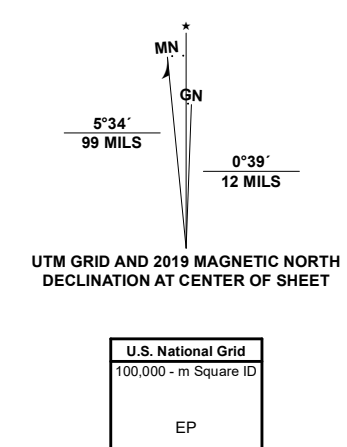 MN
GN
5°34´
99 MILS
0°39´
12 MILS
UTM GRID AND 2019 MAGNETIC NORTH
DECLINATION AT CENTER OF SHEET
U.S. National Grid
100,000 - m Square ID
EP